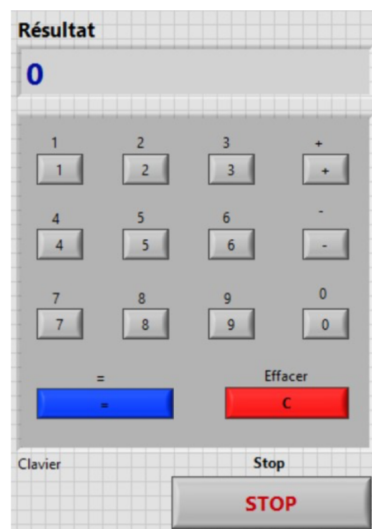 Résultat
0
1 2 3 +
1 2 3 +
4 5 6 -
4 5 6 -
7 8 9 0
7 8 9 0
= Effacer
= C
Clavier Stop
STOP